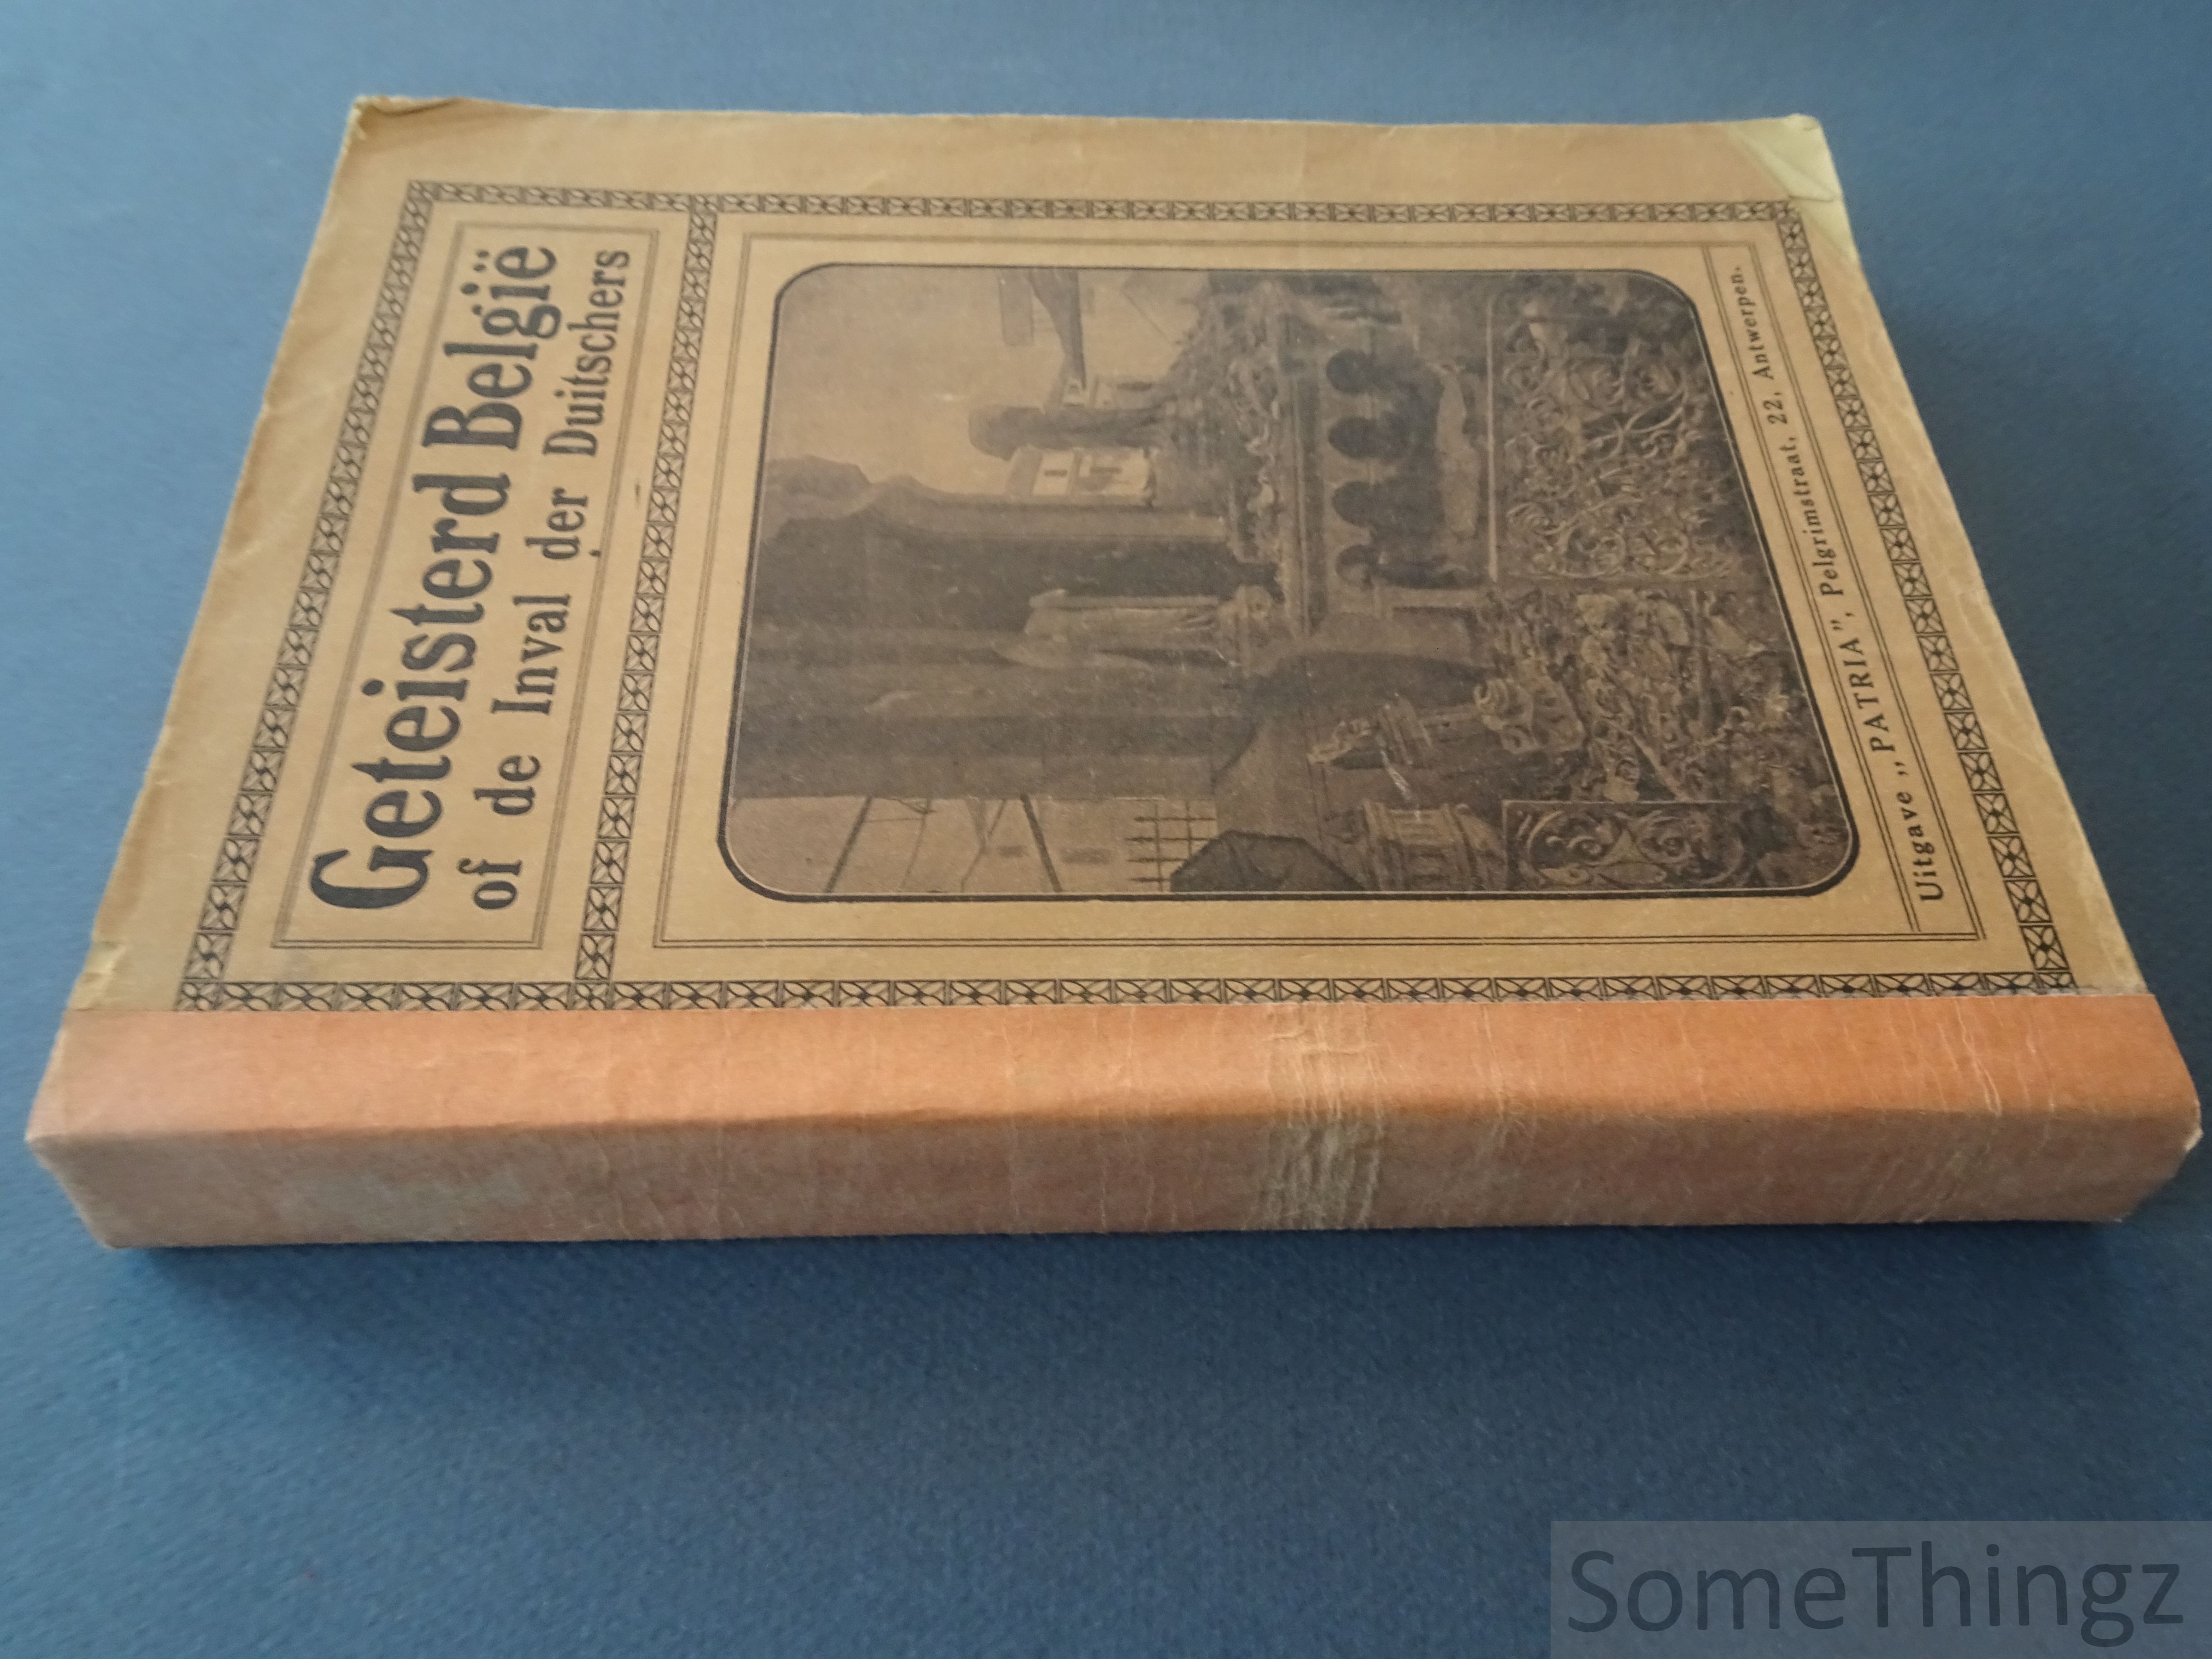 Geteisterd België
of de Inval der Duitschers
Uitgave ,,PATRIA”, Pelgrimstraat, 22, Antwerpen.
SomeThingz